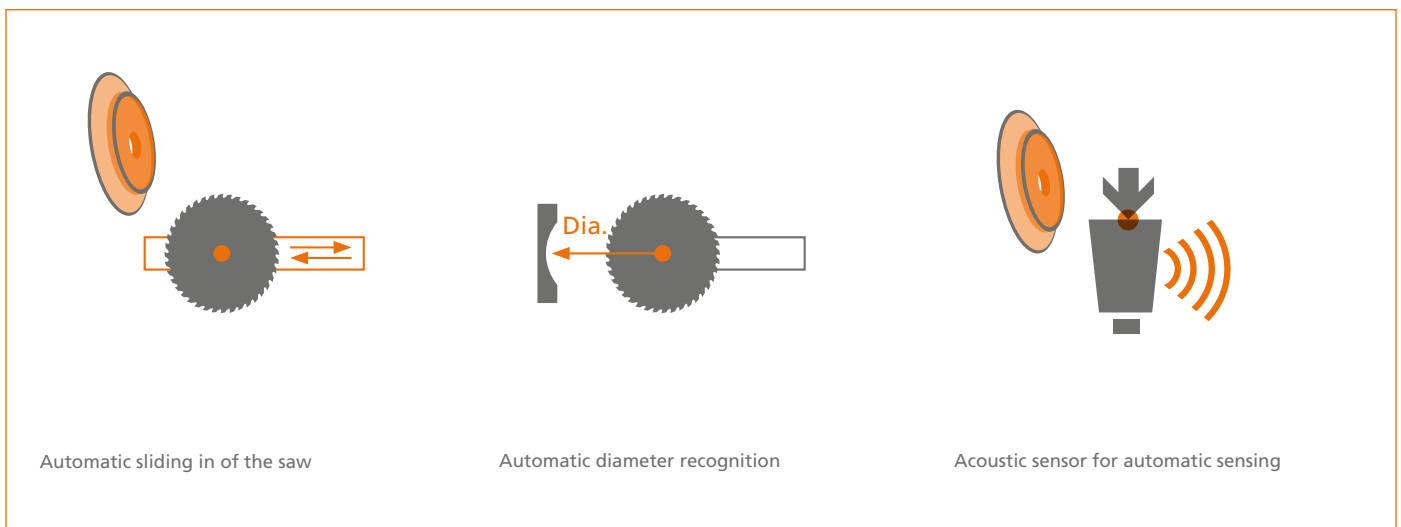 Dia.
Automatic sliding in of the saw
Automatic diameter recognition
Acoustic sensor for automatic sensing